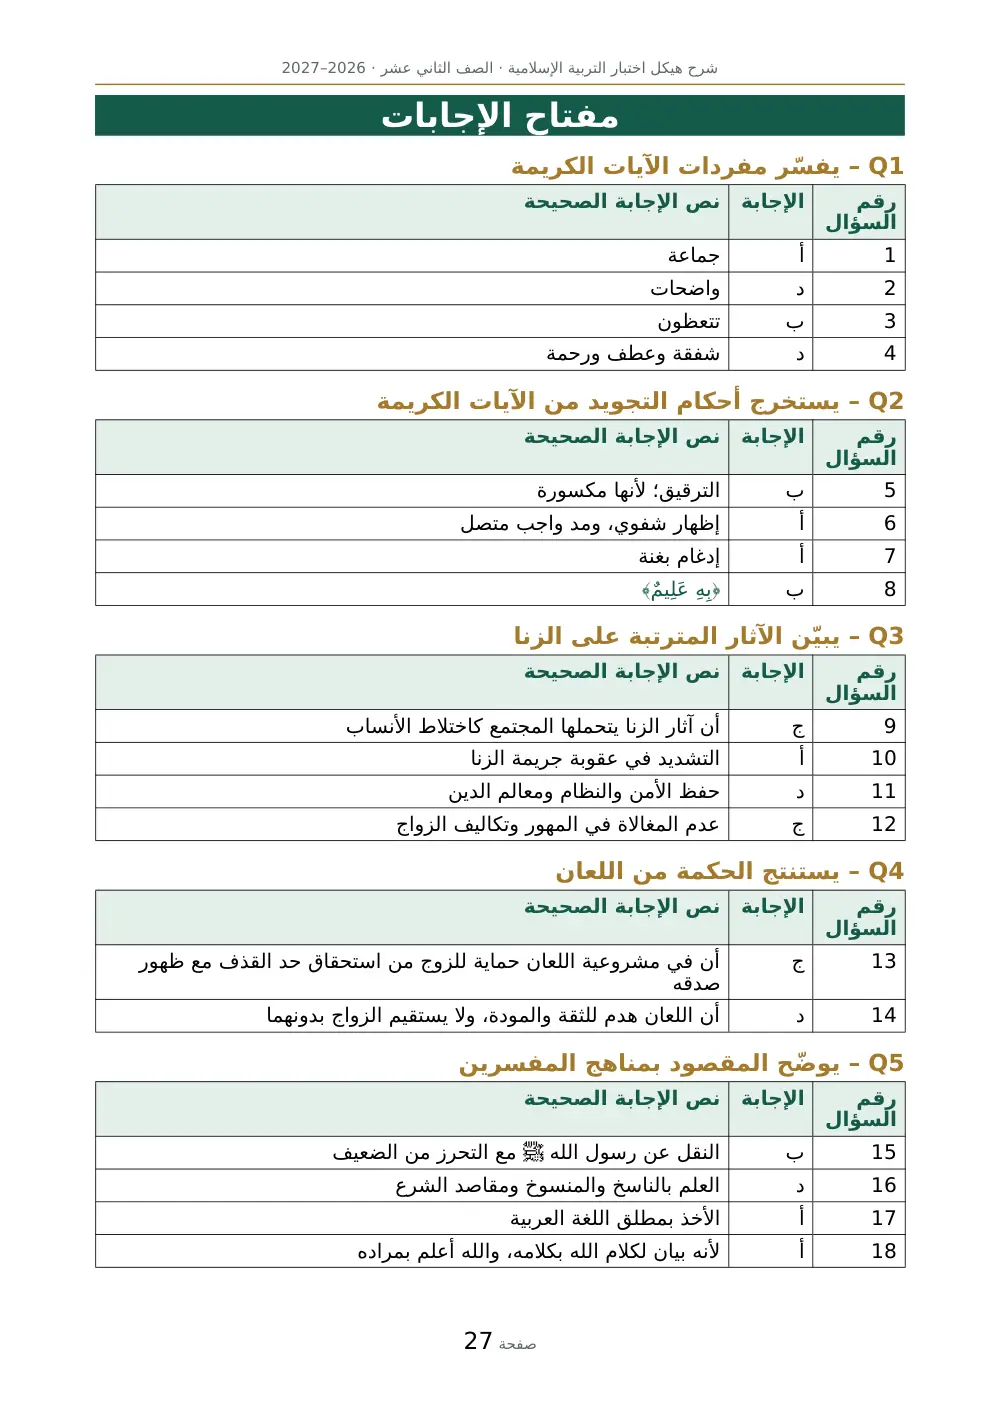 شرح هيكل اختبار التربية الإسلامية · الصف الثاني عشر · 2026–2027
مفتاح الإجابات
Q1 – يفسّر مفردات الآيات الكريمة
رقم السؤال الإجابة نص الإجابة الصحيحة
1 أ جماعة
2 د واضحات
3 ب تتعظون
4 د شفقة وعطف ورحمة
Q2 – يستخرج أحكام التجويد من الآيات الكريمة
رقم السؤال الإجابة نص الإجابة الصحيحة
5 ب الترقيق؛ لأنها مكسورة
6 أ إظهار شفوي، ومد واجب متصل
7 أ إدغام بغنة
8 ب ﴿بِهِ عَلِيمٌ﴾
Q3 – يبيّن الآثار المترتبة على الزنا
رقم السؤال الإجابة نص الإجابة الصحيحة
9 ج أن آثار الزنا يتحملها المجتمع كاختلاط الأنساب
10 أ التشديد في عقوبة جريمة الزنا
11 د حفظ الأمن والنظام ومعالم الدين
12 ج عدم المغالاة في المهور وتكاليف الزواج
Q4 – يستنتج الحكمة من اللعان
رقم السؤال الإجابة نص الإجابة الصحيحة
13 ج أن في مشروعية اللعان حماية للزوج من استحقاق حد القذف مع ظهور
صدقه
14 د أن اللعان هدم للثقة والمودة، ولا يستقيم الزواج بدونهما
Q5 – يوضّح المقصود بمناهج المفسرين
رقم السؤال الإجابة نص الإجابة الصحيحة
15 ب النقل عن رسول الله ﷺ مع التحرز من الضعيف
16 د العلم بالناسخ والمنسوخ ومقاصد الشرع
17 أ الأخذ بمطلق اللغة العربية
18 أ لأنه بيان لكلام الله بكلامه، والله أعلم بمراده
صفحة 27